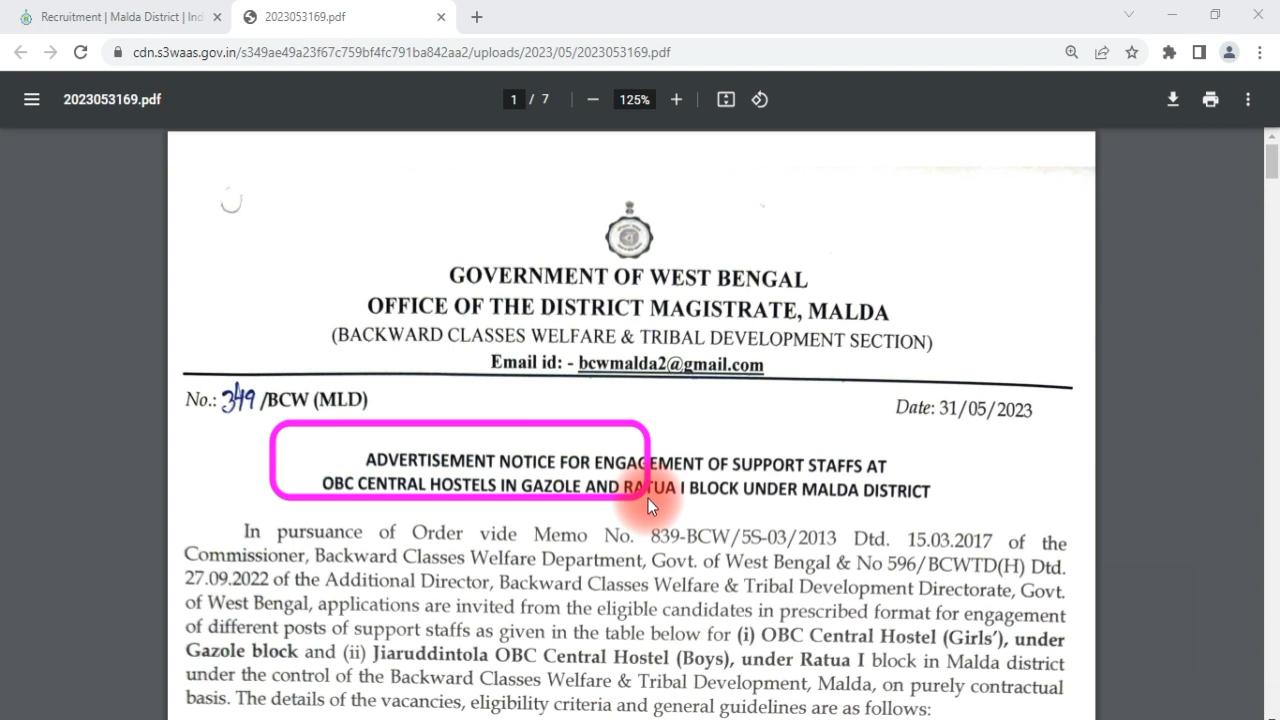 Recruitment | Malda District | Ind
2023053169.pdf
cdn.s3waas.gov.in/s349ae49a23f67c759bf4fc791ba842aa2/uploads/2023/05/2023053169.pdf
2023053169.pdf
1 / 7
125%
GOVERNMENT OF WEST BENGAL
OFFICE OF THE DISTRICT MAGISTRATE, MALDA
(BACKWARD CLASSES WELFARE & TRIBAL DEVELOPMENT SECTION)
Email id: - bcwmalda2@gmail.com
No.: 349 /BCW (MLD)
Date: 31/05/2023
ADVERTISEMENT NOTICE FOR ENGAGEMENT OF SUPPORT STAFFS AT
OBC CENTRAL HOSTELS IN GAZOLE AND RATUA I BLOCK UNDER MALDA DISTRICT
In pursuance of Order vide Memo No. 839-BCW/5S-03/2013 Dtd. 15.03.2017 of the
Commissioner, Backward Classes Welfare Department, Govt. of West Bengal & No 596/BCWTD(H) Dtd.
27.09.2022 of the Additional Director, Backward Classes Welfare & Tribal Development Directorate, Govt.
of West Bengal, applications are invited from the eligible candidates in prescribed format for engagement
of different posts of support staffs as given in the table below for (i) OBC Central Hostel (Girls'), under
Gazole block and (ii) Jiaruddintola OBC Central Hostel (Boys), under Ratua I block in Malda district
under the control of the Backward Classes Welfare & Tribal Development, Malda, on purely contractual
basis. The details of the vacancies, eligibility criteria and general guidelines are as follows: